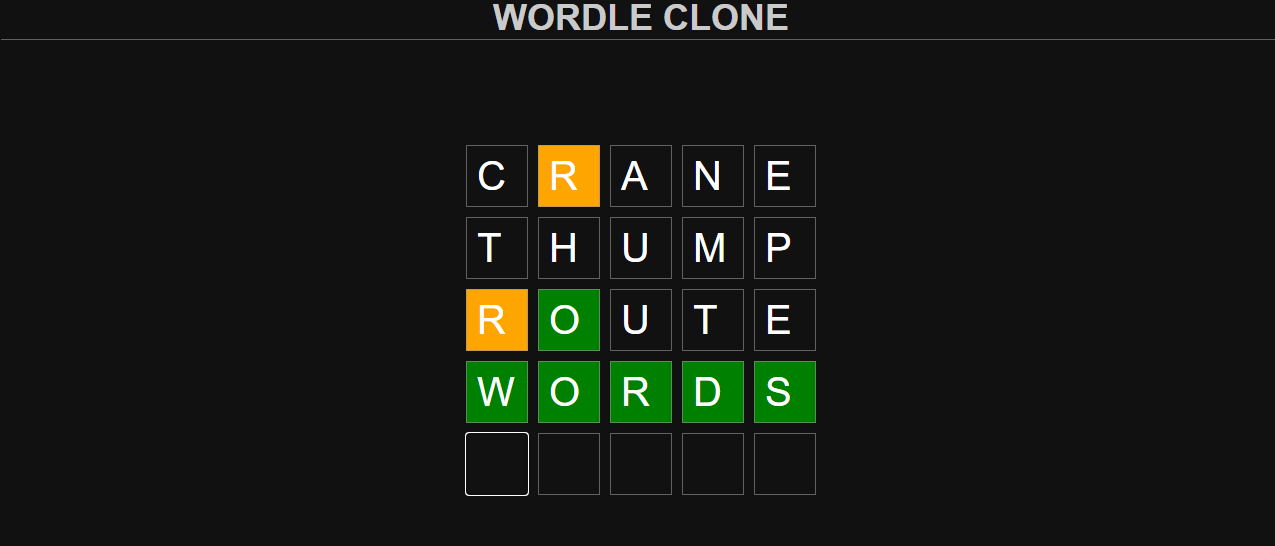 WORDLE CLONE
C R A N E
T H U M P
R O U T E
W O R D S